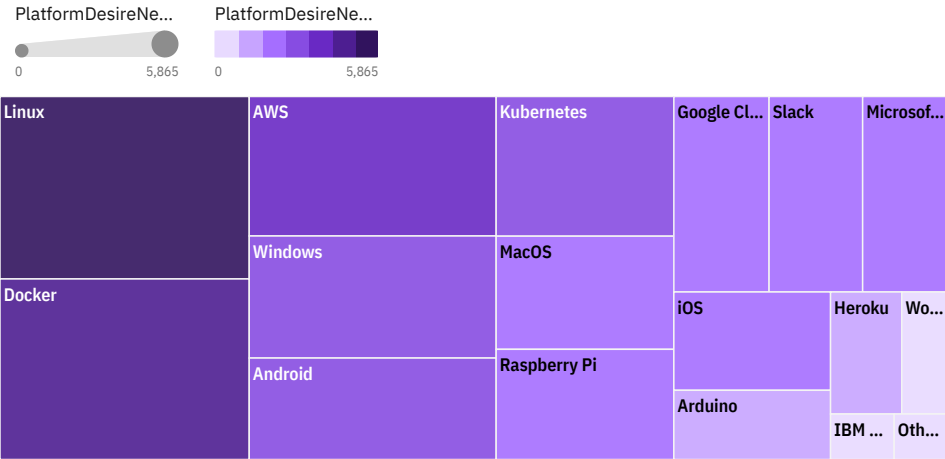 PlatformDesireNe... PlatformDesireNe...
0 5,865 0 5,865
Linux AWS Kubernetes Google Cl... Slack Microsof...
Windows MacOS
Docker iOS Heroku Wo...
Android Raspberry Pi
Arduino
IBM ... Oth...